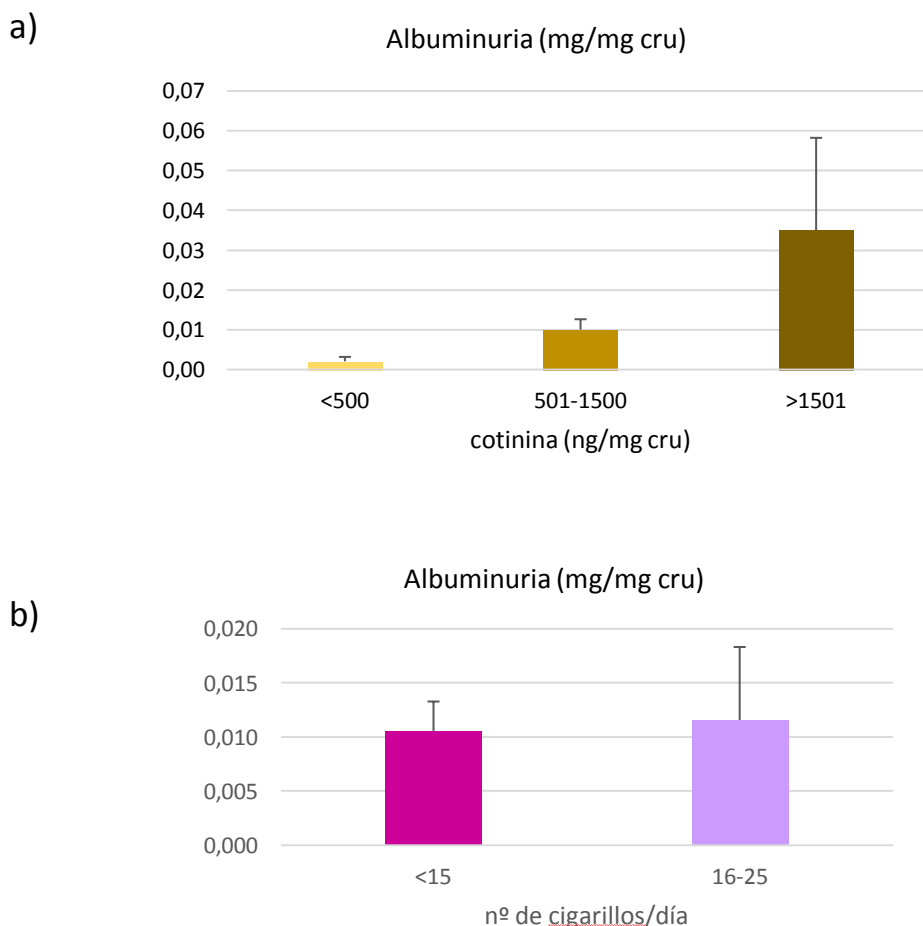 a)
Albuminuria (mg/mg cru)
0,07
0,06
0,05
0,04
0,03
0,02
0,01
0,00
<500 501-1500 >1501
cotinina (ng/mg cru)
b)
Albuminuria (mg/mg cru)
0,020
0,015
0,010
0,005
0,000
<15 16-25
nº de cigarillos/día